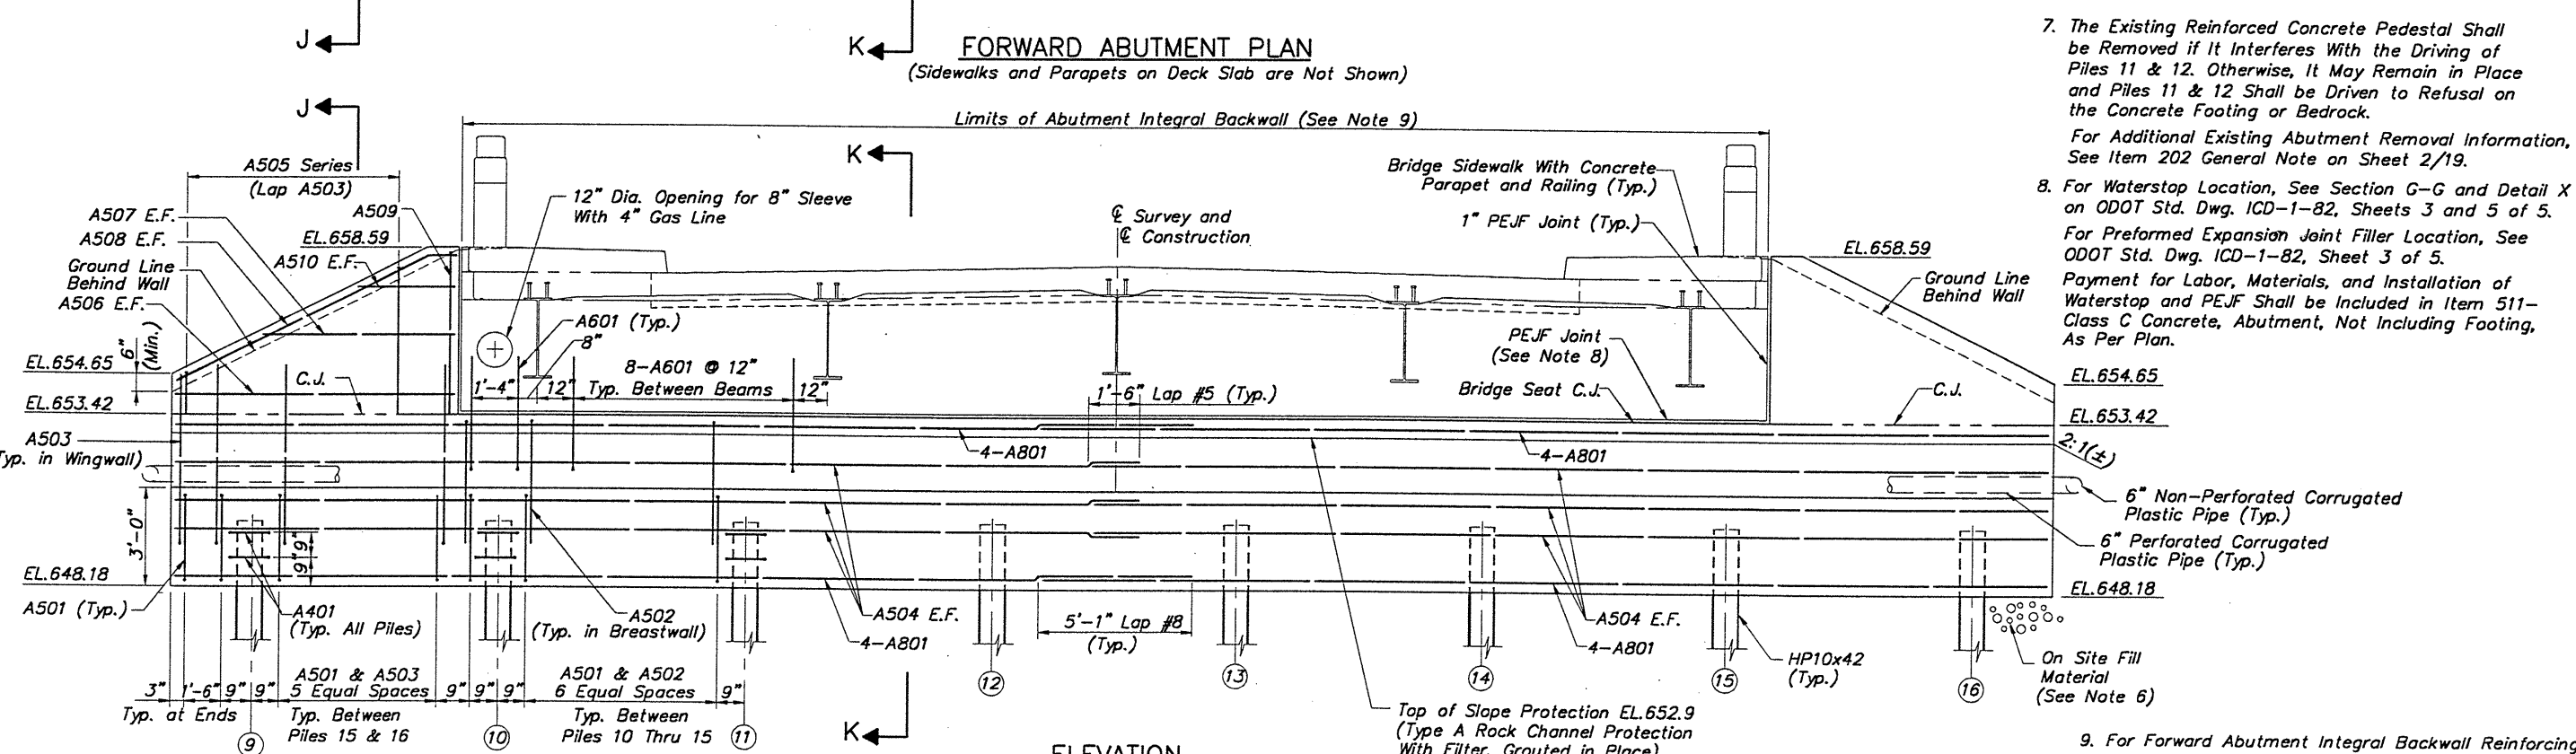 J
K
FORWARD ABUTMENT PLAN
(Sidewalks and Parapets on Deck Slab are Not Shown)
7. The Existing Reinforced Concrete Pedestal Shall
be Removed if It Interferes With the Driving of
Piles 11 & 12. Otherwise, It May Remain in Place
and Piles 11 & 12 Shall be Driven to Refusal on
the Concrete Footing or Bedrock.
For Additional Existing Abutment Removal Information,
See Item 202 General Note on Sheet 2/19.
8. For Waterstop Location, See Section G-G and Detail X
on ODOT Std. Dwg. ICD-1-82, Sheets 3 and 5 of 5.
For Preformed Expansion Joint Filler Location, See
ODOT Std. Dwg. ICD-1-82, Sheet 3 of 5.
Payment for Labor, Materials, and Installation of
Waterstop and PEJF Shall be Included in Item 511-
Class C Concrete, Abutment, Not Including Footing,
As Per Plan.
J
K
Limits of Abutment Integral Backwall (See Note 9)
A505 Series
(Lap A503)
A507 E.F.
A509
A508 E.F.
EL.658.59
A510 E.F.
Ground Line
Behind Wall
A506 E.F.
6"
(Min.)
EL.654.65
C.J.
EL.653.42
12" Dia. Opening for 8" Sleeve
With 4" Gas Line
A601 (Typ.)
8"
8-A601 @ 12"
1'-4"
12"
Typ. Between Beams
12"
℄ Survey and
℄ Construction
Bridge Sidewalk With Concrete
Parapet and Railing (Typ.)
1" PEJF Joint (Typ.)
PEJF Joint
(See Note 8)
Bridge Seat C.J.
1'-6" Lap #5 (Typ.)
EL.658.59
Ground Line
Behind Wall
C.J.
EL.654.65
EL.653.42
2:1(±)
A503
Typ. in Wingwall)
4-A801
4-A801
3'-0"
9"
9"
EL.648.18
A501 (Typ.)
A401
(Typ. All Piles)
A502
(Typ. in Breastwall)
A504 E.F.
4-A801
5'-1" Lap #8
(Typ.)
A504 E.F.
4-A801
HP10x42
(Typ.)
6" Non-Perforated Corrugated
Plastic Pipe (Typ.)
6" Perforated Corrugated
Plastic Pipe (Typ.)
EL.648.18
On Site Fill
Material
(See Note 6)
3"
1'-6"
9"
9"
A501 & A503
5 Equal Spaces
9"
9"
9"
A501 & A502
6 Equal Spaces
9"
Typ. at Ends
Typ. Between
Piles 15 & 16
Typ. Between
Piles 10 Thru 15
9
10
11
12
13
14
15
16
K
ELEVATION
Top of Slope Protection EL.652.9
(Type A Rock Channel Protection
With Filter, Grouted in Place)
9. For Forward Abutment Integral Backwall Reinforcing